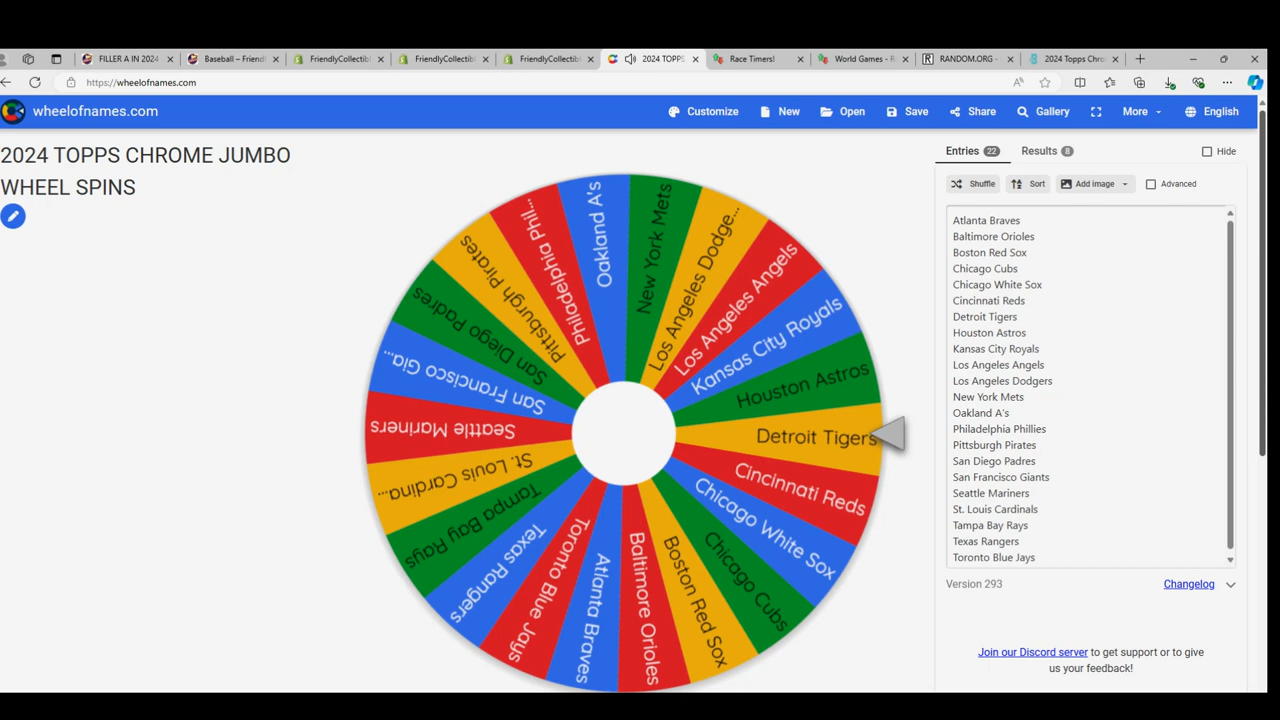 FILLER A IN 2024
Baseball – Friendl
FriendlyCollectibl
FriendlyCollectibl
FriendlyCollectibl
2024 TOPPS
Race Timers!
World Games - R
RANDOM.ORG -
2024 Topps Chro
https://wheelofnames.com
wheelofnames.com
Customize
New
Open
Save
Share
Gallery
More
English
2024 TOPPS CHROME JUMBO
WHEEL SPINS
Oakland A's
New York Mets
Los Angeles Dodge...
Los Angeles Angels
Kansas City Royals
Houston Astros
Detroit Tigers
Cincinnati Reds
Chicago White Sox
Chicago Cubs
Boston Red Sox
Baltimore Orioles
Atlanta Braves
Toronto Blue Jays
Texas Rangers
Tampa Bay Rays
St. Louis Cardina...
Seattle Mariners
San Francisco Gia...
San Diego Padres
Pittsburgh Pirates
Philadelphia Phil...
Entries 22
Results 8
Hide
Shuffle
Sort
Add image
Advanced
Atlanta Braves
Baltimore Orioles
Boston Red Sox
Chicago Cubs
Chicago White Sox
Cincinnati Reds
Detroit Tigers
Houston Astros
Kansas City Royals
Los Angeles Angels
Los Angeles Dodgers
New York Mets
Oakland A's
Philadelphia Phillies
Pittsburgh Pirates
San Diego Padres
San Francisco Giants
Seattle Mariners
St. Louis Cardinals
Tampa Bay Rays
Texas Rangers
Toronto Blue Jays
Version 293
Changelog
Join our Discord server to get support or to give
us your feedback!